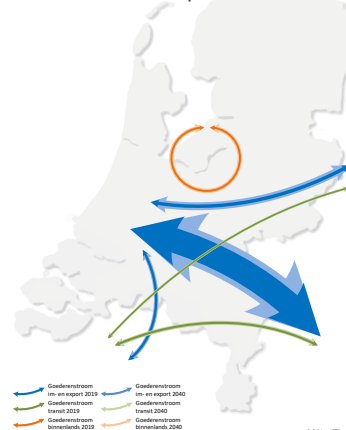 Goederenstroom
im- en export 2019
Goederenstroom
im- en export 2040
Goederenstroom
transit 2019
Goederenstroom
transit 2040
Goederenstroom
binnenlands 2019
Goederenstroom
binnenlands 2040